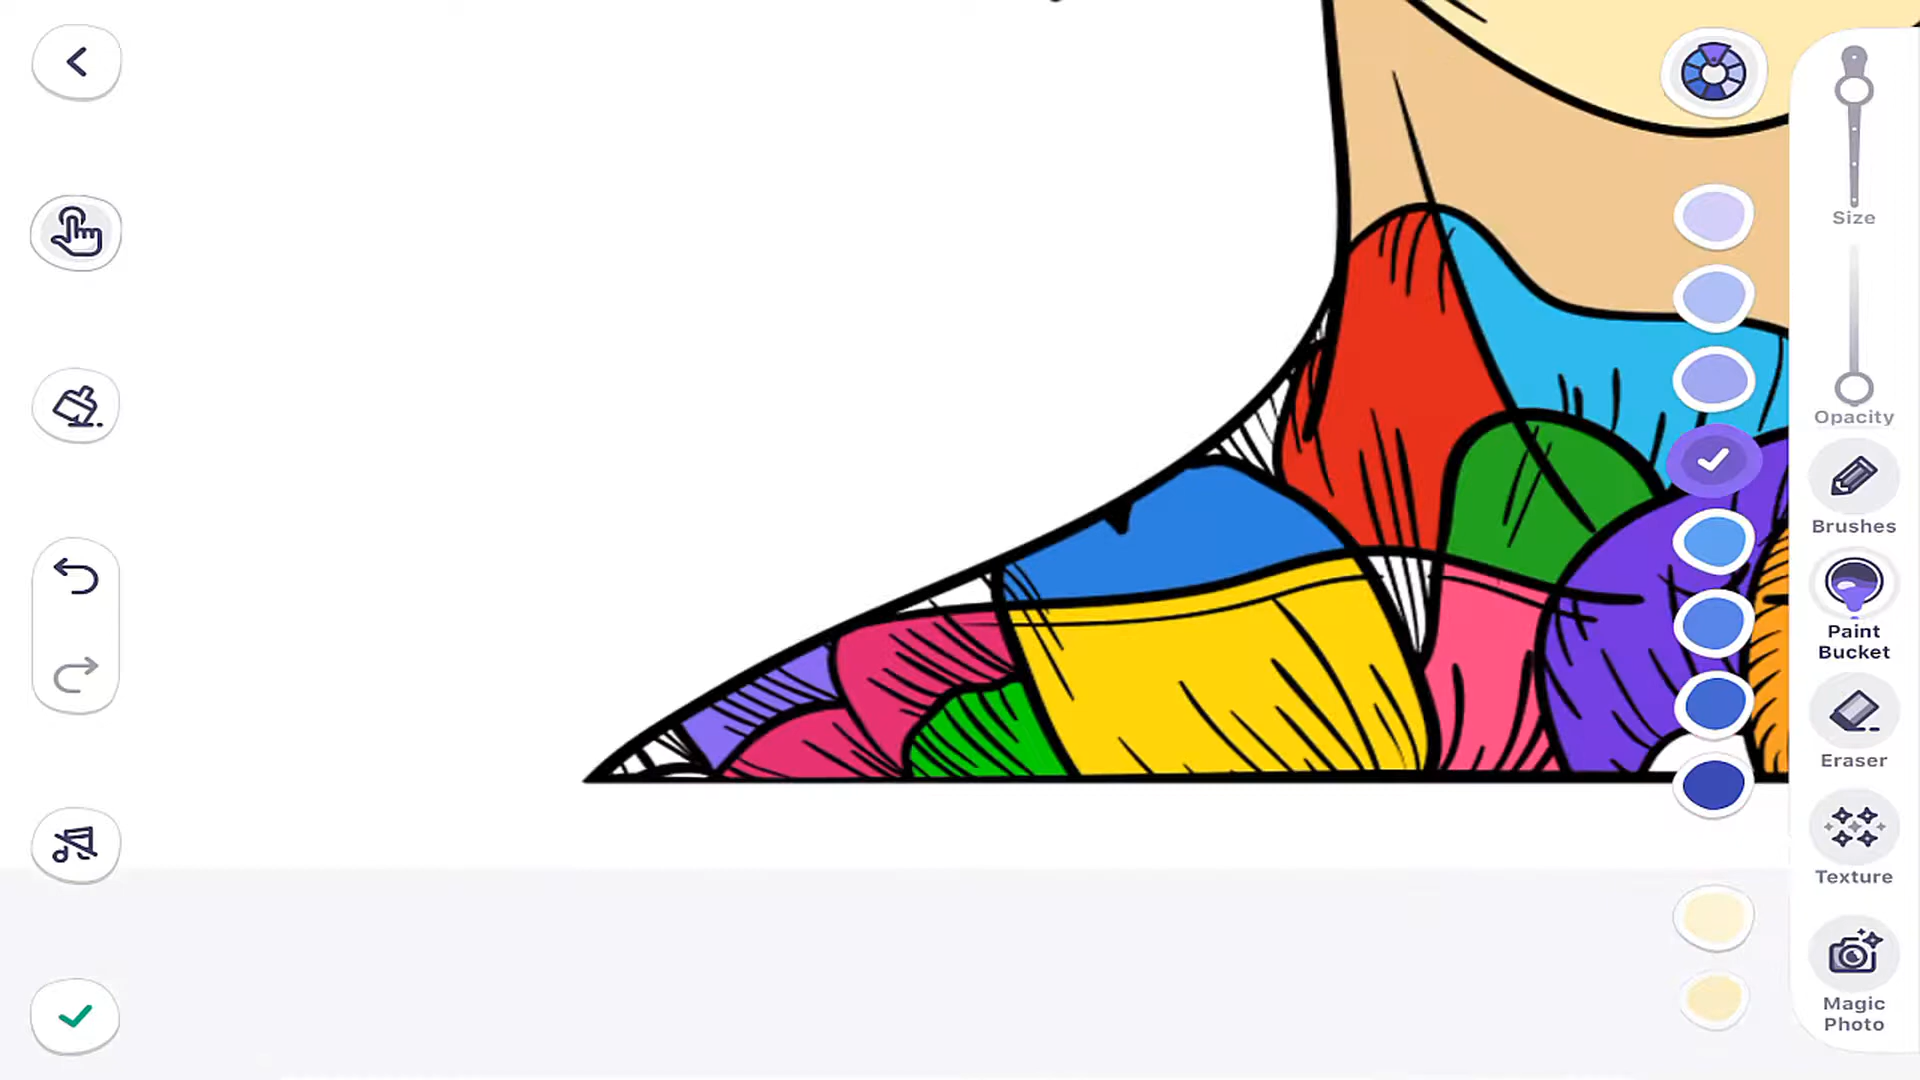 Size
Opacity
Brushes
Paint
Bucket
Eraser
Texture
Magic
Photo